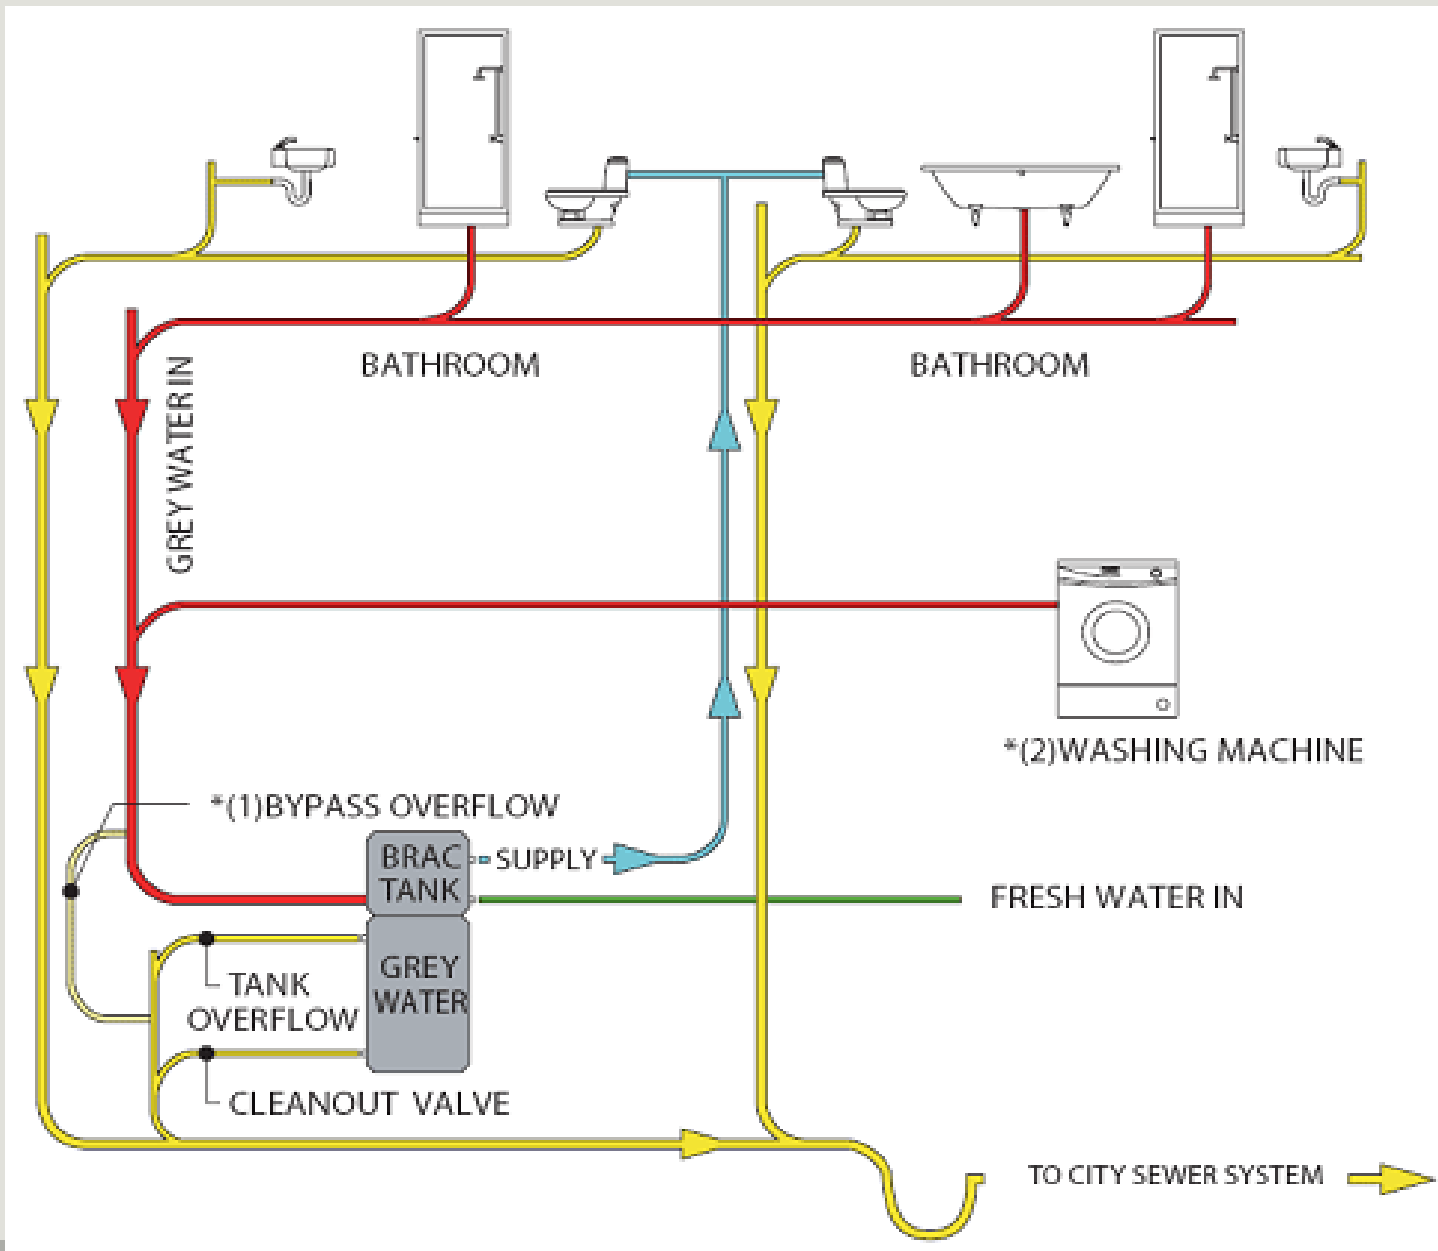 BATHROOM
BATHROOM
GREY WATER IN
*(2)WASHING MACHINE
*(1)BYPASS OVERFLOW
BRAC
TANK
SUPPLY
FRESH WATER IN
GREY
WATER
TANK
OVERFLOW
CLEANOUT VALVE
TO CITY SEWER SYSTEM